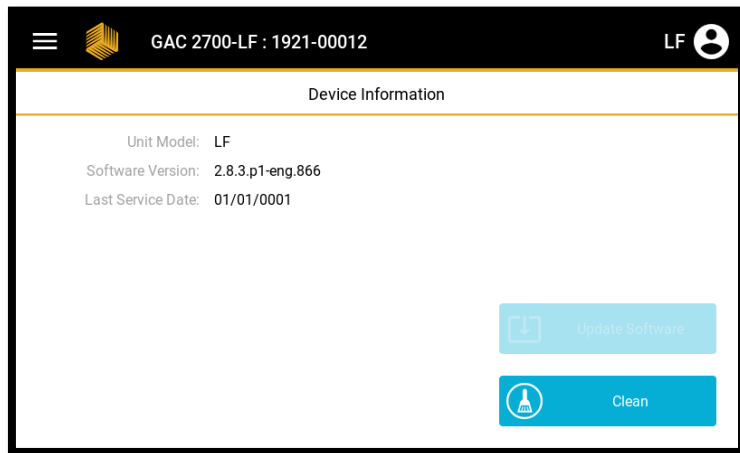 GAC 2700-LF : 1921-00012
LF
Device Information
Unit Model: LF
Software Version: 2.8.3.p1-eng.866
Last Service Date: 01/01/0001
Update Software
Clean